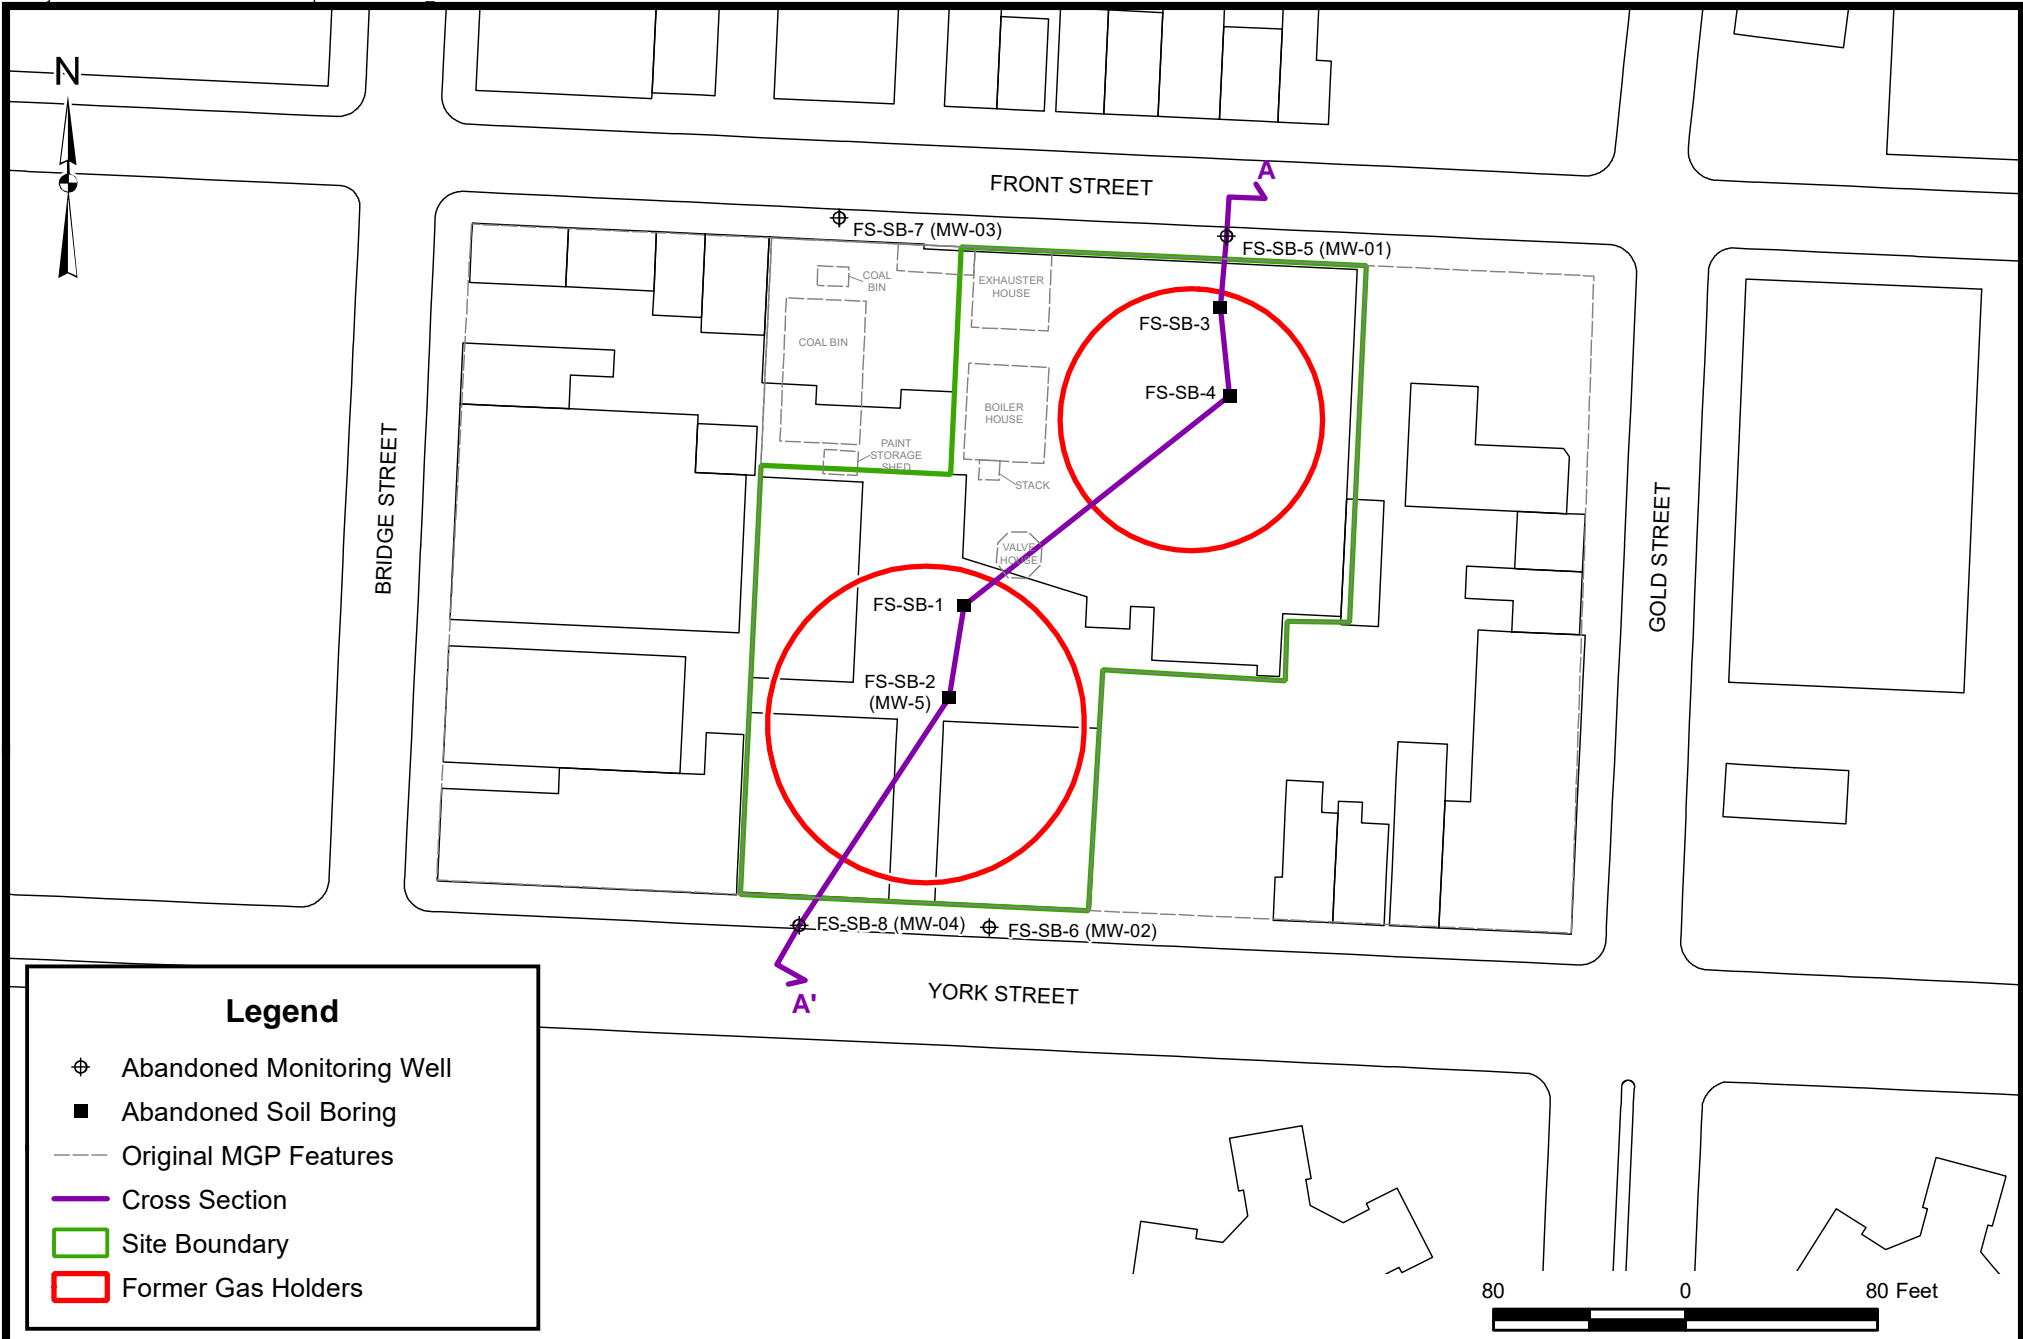 N
A
FRONT STREET
FS-SB-7 (MW-03)
FS-SB-5 (MW-01)
COAL
BIN
EXHAUSTER
HOUSE
FS-SB-3
COAL BIN
FS-SB-4
BOILER
HOUSE
PAINT
STORAGE
SHED
STACK
BRIDGE STREET
GOLD STREET
VALVE
HOUSE
FS-SB-1
FS-SB-2
(MW-5)
FS-SB-8 (MW-04)
FS-SB-6 (MW-02)
YORK STREET
A'
Legend
Abandoned Monitoring Well
Abandoned Soil Boring
Original MGP Features
Cross Section
Site Boundary
Former Gas Holders
80 0 80 Feet